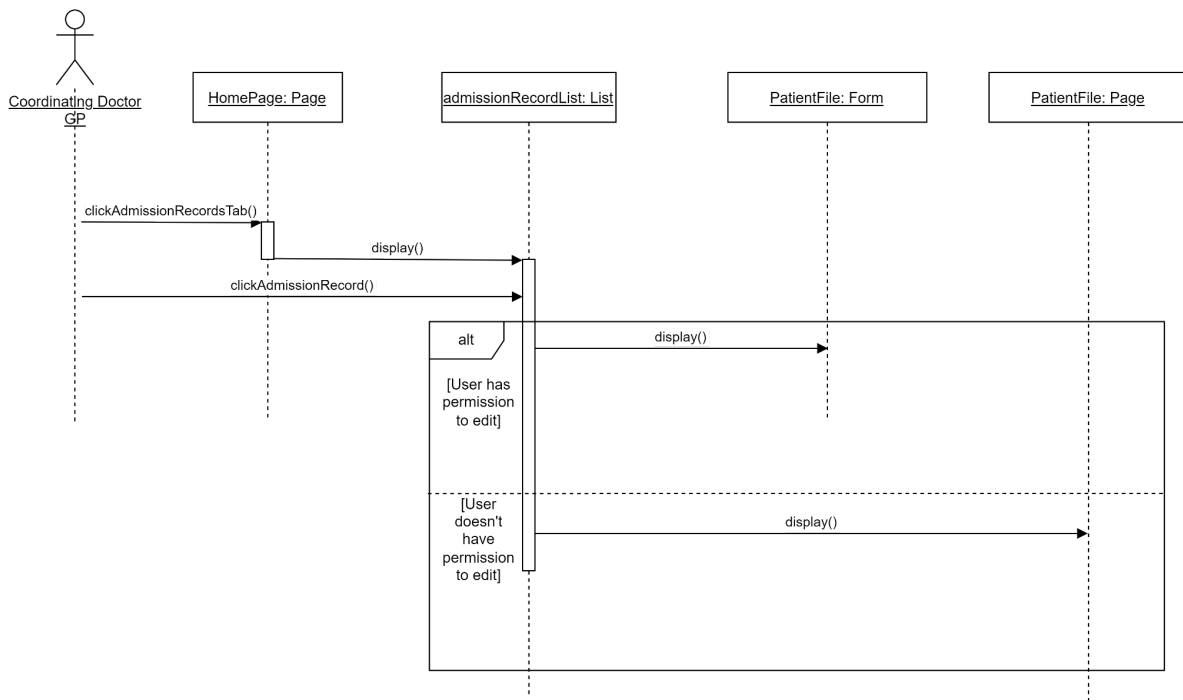 Coordinating Doctor
GP
HomePage: Page
admissionRecordList: List
PatientFile: Form
PatientFile: Page
clickAdmissionRecordsTab()
display()
clickAdmissionRecord()
alt
display()
[User has
permission
to edit]
[User
doesn't
have
permission
to edit]
display()